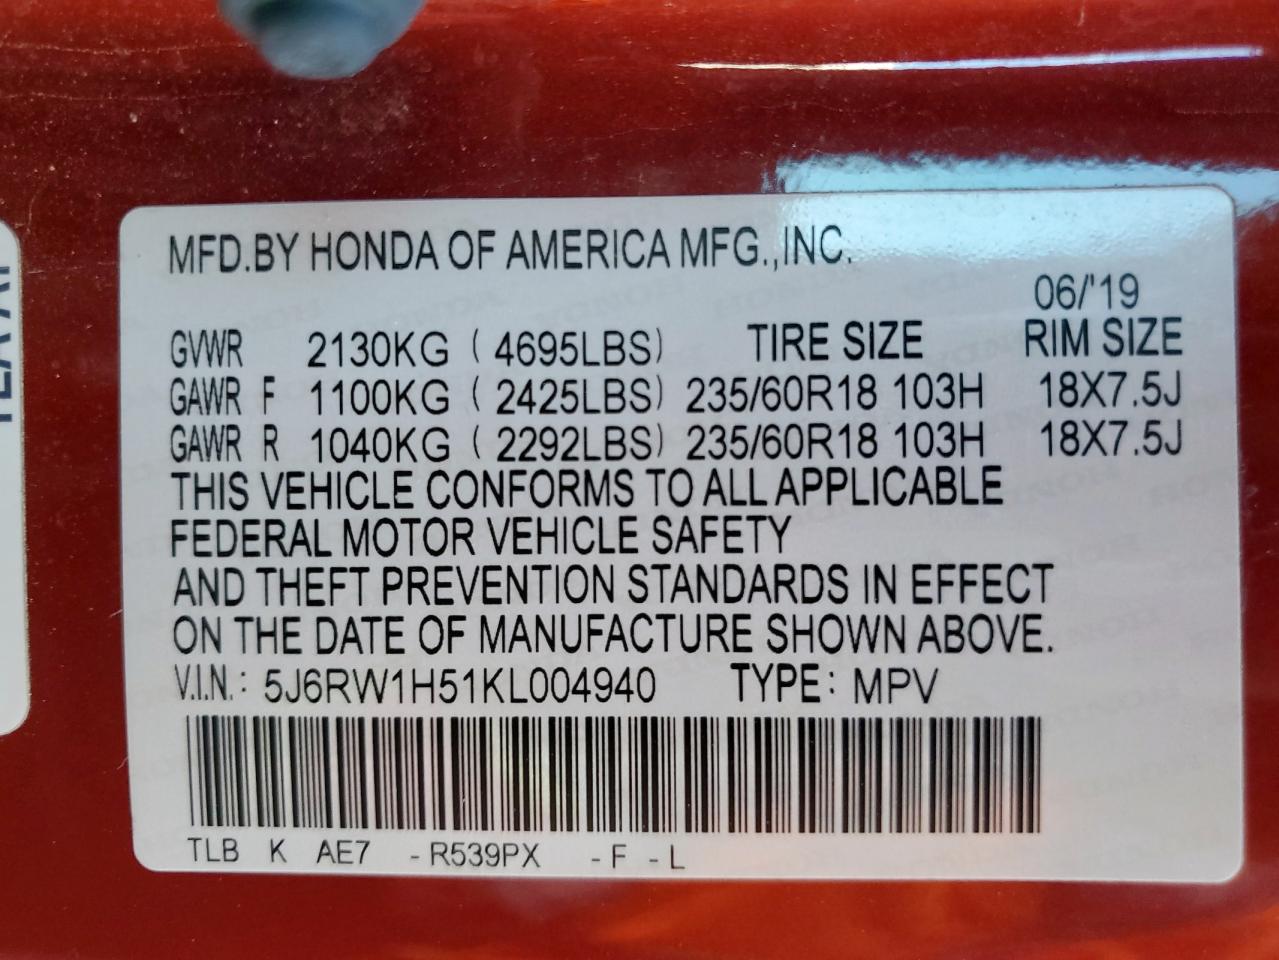 MFD.BY HONDA OF AMERICA MFG.,INC.
06/'19
GVWR 2130KG ( 4695LBS) TIRE SIZE RIM SIZE
GAWR F 1100KG ( 2425LBS) 235/60R18 103H 18X7.5J
GAWR R 1040KG ( 2292LBS) 235/60R18 103H 18X7.5J
THIS VEHICLE CONFORMS TO ALL APPLICABLE
FEDERAL MOTOR VEHICLE SAFETY
AND THEFT PREVENTION STANDARDS IN EFFECT
ON THE DATE OF MANUFACTURE SHOWN ABOVE.
V.I.N.: 5J6RW1H51KL004940 TYPE: MPV
TLB K AE7 -R539PX -F -L